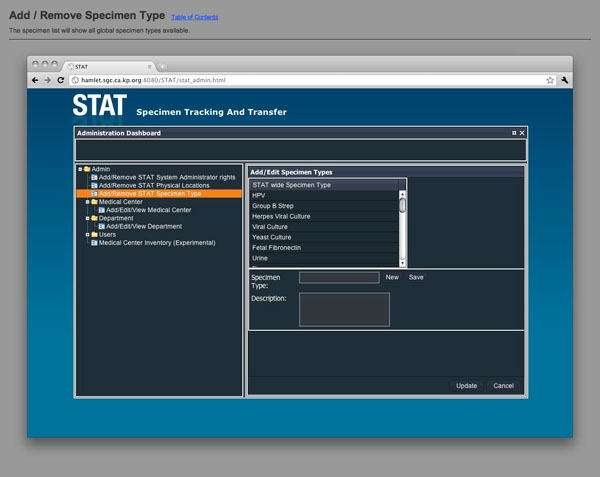 Add / Remove Specimen Type Table of Contents
The specimen list will show all global specimen types available.
STAT
hamlet.sgc.ca.kp.org:8080/STAT/stat_admin.html
STAT Specimen Tracking And Transfer
Administration Dashboard
Admin
Add/Remove STAT System Administrator rights
Add/Remove STAT Physical Locations
Add/Remove STAT Specimen Type
Medical Center
Add/Edit/View Medical Center
Department
Add/Edit/View Department
Users
Medical Center Inventory (Experimental)
Add/Edit Specimen Types
STAT wide Specimen Type
HPV
Group B Strep
Herpes Viral Culture
Viral Culture
Yeast Culture
Fetal Fibronectin
Urine
Specimen Type:
New Save
Description:
Update Cancel